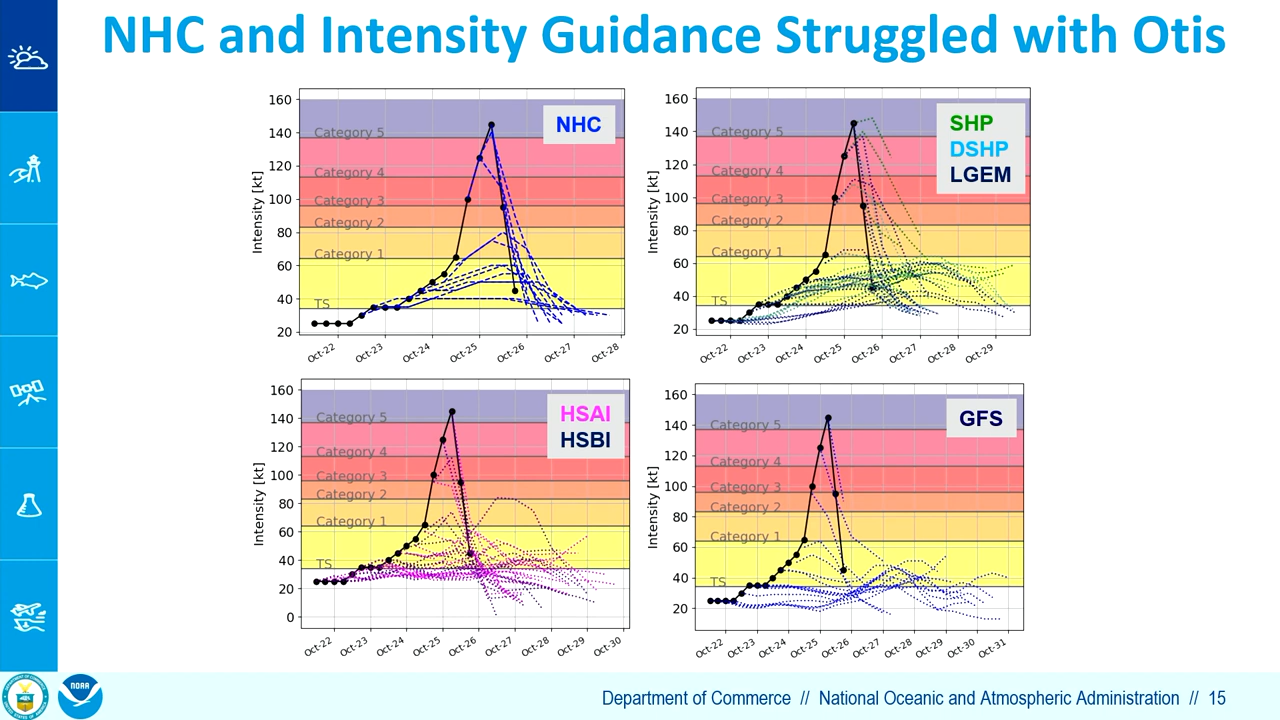 NHC and Intensity Guidance Struggled with Otis
160
140
120
100
80
60
40
20
Intensity [kt]
Category 5
Category 4
Category 3
Category 2
Category 1
TS
NHC
Oct-22
Oct-23
Oct-24
Oct-25
Oct-26
Oct-27
Oct-28
160
140
120
100
80
60
40
20
Intensity [kt]
Category 5
Category 4
Category 3
Category 2
Category 1
TS
SHP
DSHP
LGEM
Oct-22
Oct-23
Oct-24
Oct-25
Oct-26
Oct-27
Oct-28
Oct-29
160
140
120
100
80
60
40
20
0
Intensity [kt]
Category 5
Category 4
Category 3
Category 2
Category 1
TS
HSAI
HSBI
Oct-22
Oct-23
Oct-24
Oct-25
Oct-26
Oct-27
Oct-28
Oct-29
Oct-30
160
140
120
100
80
60
40
20
Intensity [kt]
Category 5
Category 4
Category 3
Category 2
Category 1
TS
GFS
Oct-22
Oct-23
Oct-24
Oct-25
Oct-26
Oct-27
Oct-28
Oct-29
Oct-30
Oct-31
NOAA
Department of Commerce // National Oceanic and Atmospheric Administration // 15